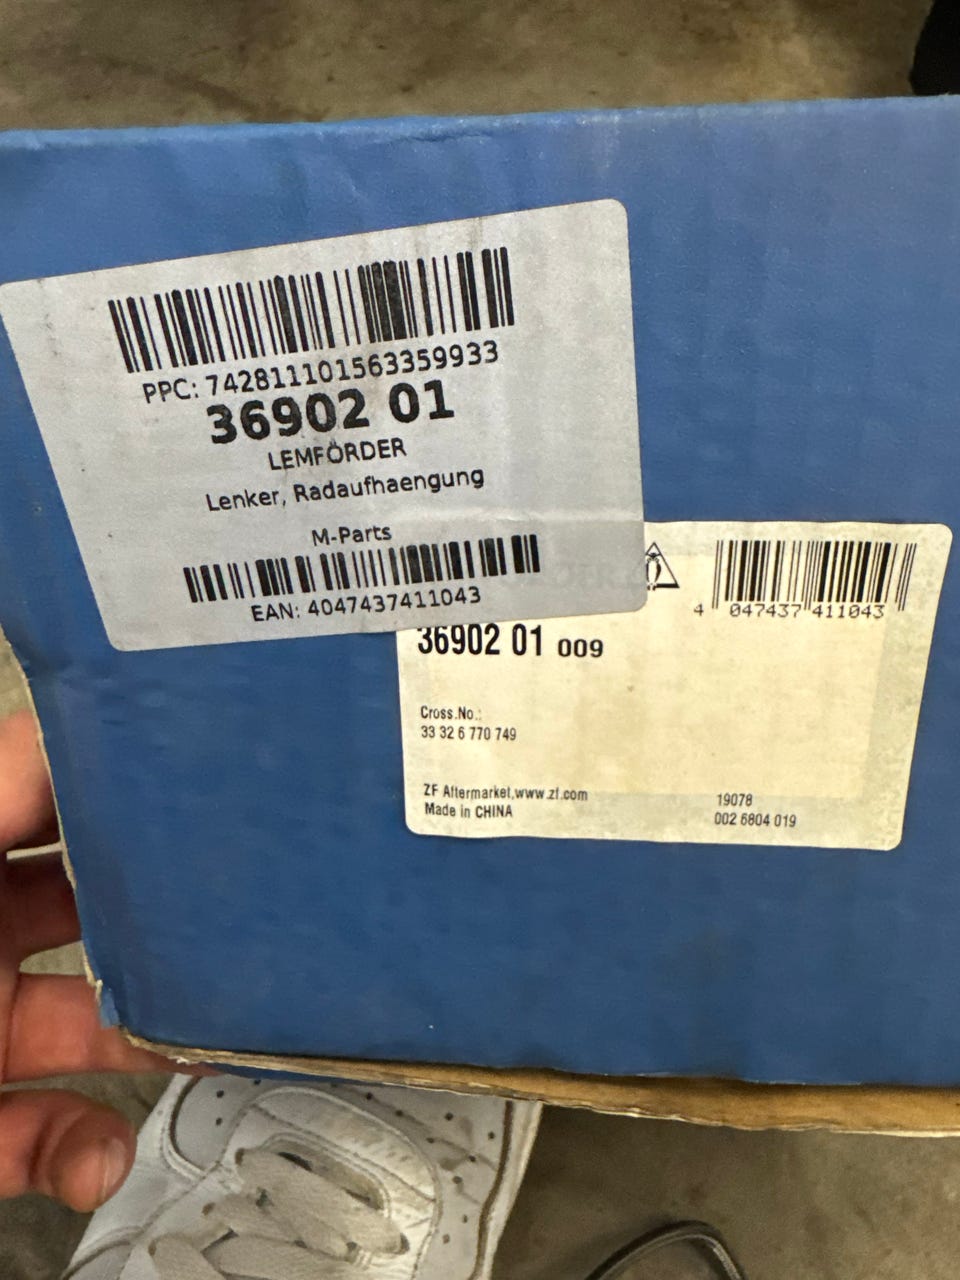 PPC: 742811101563359933
36902 01
LEMFÖRDER
Lenker, Radaufhaengung
M-Parts
EAN: 4047437411043
4 047437 411043
36902 01 009
Cross.No.:
33 32 6 770 749
ZF Aftermarket,www.zf.com
Made in CHINA
19078
002 6804 019